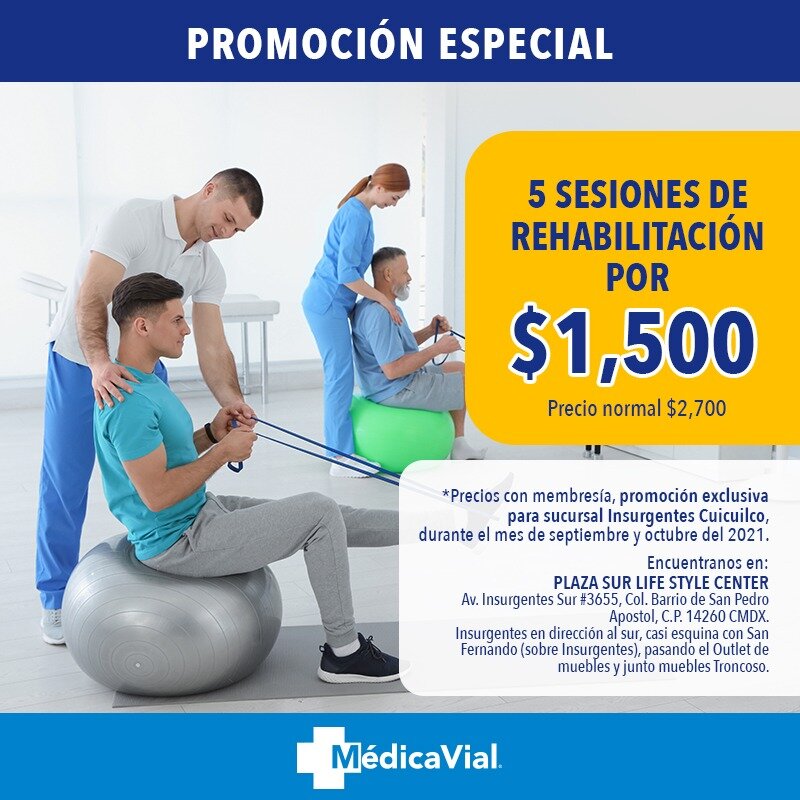 PROMOCIÓN ESPECIAL
5 SESIONES DE
REHABILITACIÓN
POR
$1,500
Precio normal $2,700
*Precios con membresía, promoción exclusiva
para sucursal Insurgentes Cuicuilco,
durante el mes de septiembre y octubre del 2021.
Encuentranos en:
PLAZA SUR LIFE STYLE CENTER
Av. Insurgentes Sur #3655, Col. Barrio de San Pedro
Apostol, C.P. 14260 CMDX.
Insurgentes en dirección al sur, casi esquina con San
Fernando (sobre Insurgentes), pasando el Outlet de
muebles y junto muebles Troncoso.
MédicaVial